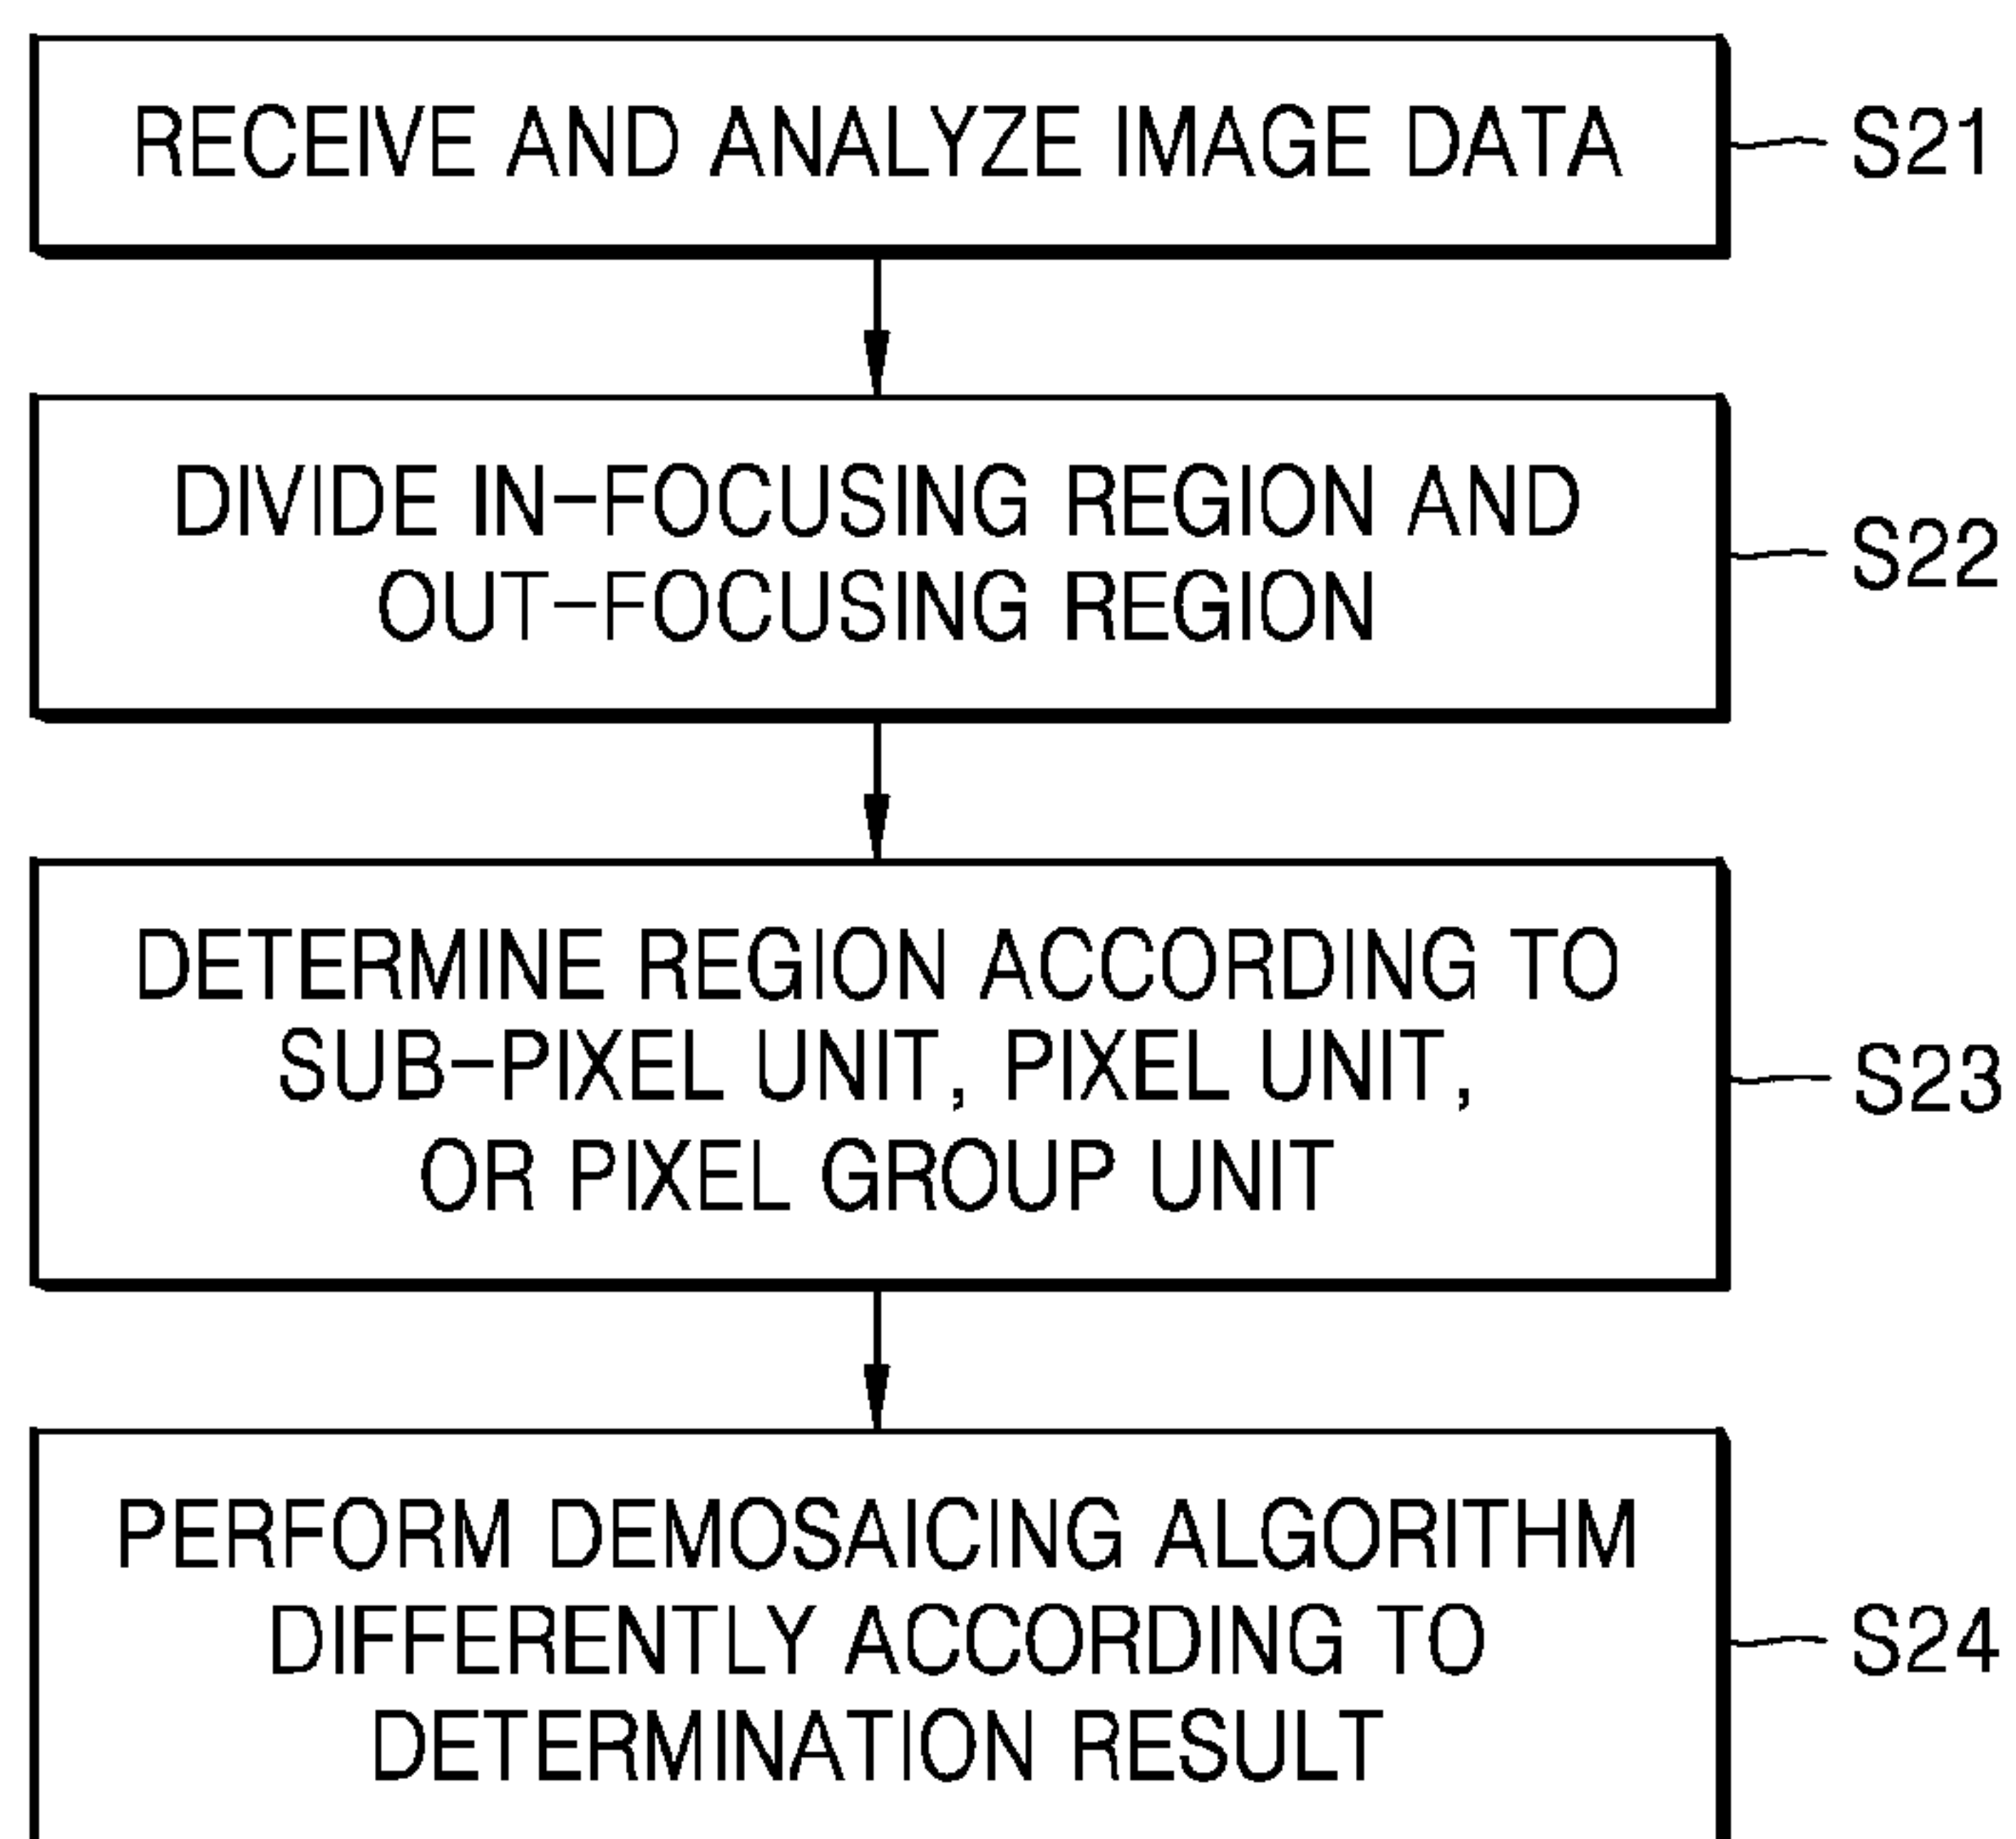 RECEIVE AND ANALYZE IMAGE DATA
S21
DIVIDE IN-FOCUSING REGION AND
OUT-FOCUSING REGION
S22
DETERMINE REGION ACCORDING TO
SUB-PIXEL UNIT, PIXEL UNIT,
OR PIXEL GROUP UNIT
S23
PERFORM DEMOSAICING ALGORITHM
DIFFERENTLY ACCORDING TO
DETERMINATION RESULT
S24